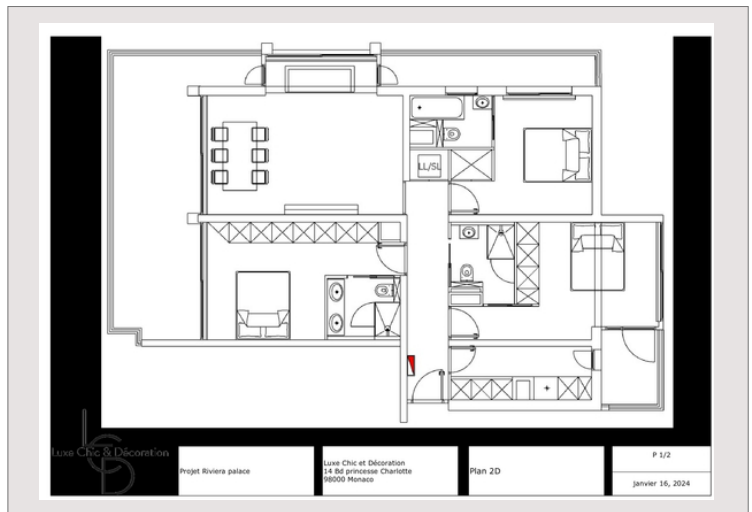 LL/SL
LCD
Luxe Chic & Décoration
Projet Riviera palace
Luxe Chic et Décoration
14 Bd princesse Charlotte
98000 Monaco
Plan 2D
P 1/2
janvier 16, 2024